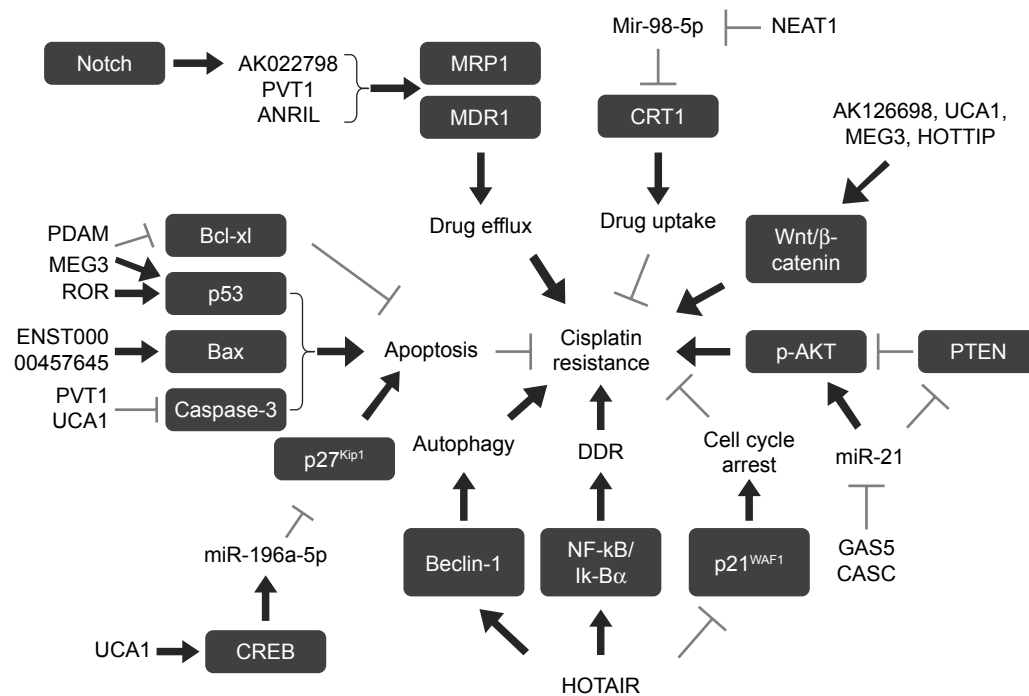 Mir-98-5p
NEAT1
Notch
AK022798
PVT1
ANRIL
MRP1
MDR1
CRT1
AK126698, UCA1,
MEG3, HOTTIP
Drug efflux
Drug uptake
Wnt/β-
catenin
PDAM
MEG3
ROR
Bcl-xl
p53
ENST000
00457645
Bax
PVT1
UCA1
Caspase-3
Apoptosis
Cisplatin
resistance
p-AKT
PTEN
p27Kip1
Autophagy
DDR
Cell cycle
arrest
miR-21
miR-196a-5p
Beclin-1
NF-kB/
Ik-Bα
p21WAF1
GAS5
CASC
UCA1
CREB
HOTAIR